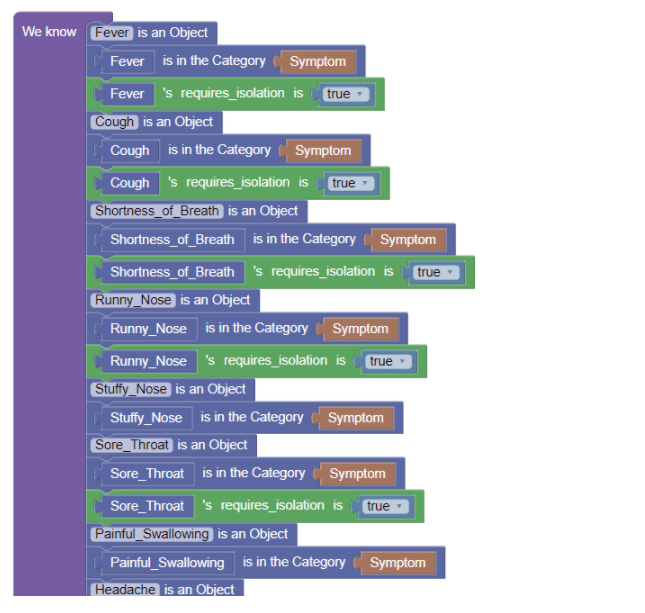 We know Fever is an Object
Fever is in the Category Symptom
Fever 's requires_isolation is true
Cough is an Object
Cough is in the Category Symptom
Cough 's requires_isolation is true
Shortness_of_Breath is an Object
Shortness_of_Breath is in the Category Symptom
Shortness_of_Breath 's requires_isolation is true
Runny_Nose is an Object
Runny_Nose is in the Category Symptom
Runny_Nose 's requires_isolation is true
Stuffy_Nose is an Object
Stuffy_Nose is in the Category Symptom
Sore_Throat is an Object
Sore_Throat is in the Category Symptom
Sore_Throat 's requires_isolation is true
Painful_Swallowing is an Object
Painful_Swallowing is in the Category Symptom
Headache is an Object